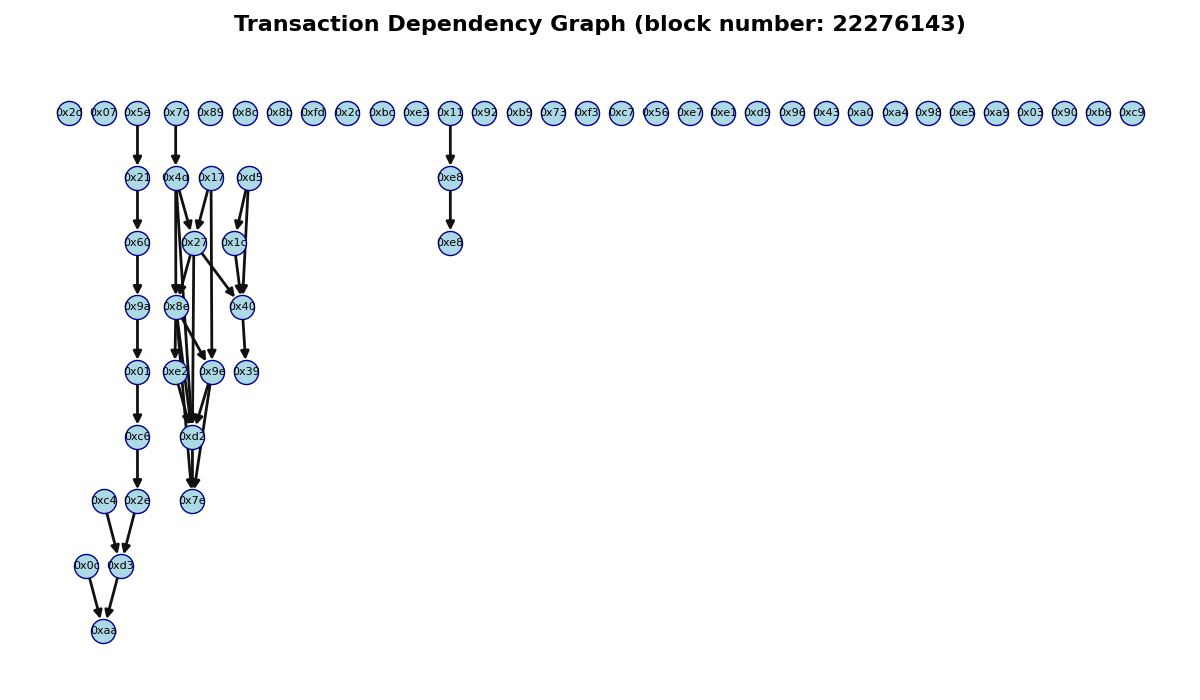 Transaction Dependency Graph (block number: 22276143)
0x2d 0x07 0x5e 0x7c 0x89 0x8c 0x8b 0xfd 0x2c 0xbc 0xe3 0x11 0x92 0xb9 0x73 0xf3 0xc7 0x56 0xe7 0xe1 0xd9 0x96 0x43 0xa0 0xa4 0x98 0xe5 0xa9 0x03 0x90 0xb6 0xc9
0x21 0x17 0xd5 0xe8
0x60 0x27 0x1c 0xe8
0x9a 0x8e 0x40
0x01 0xe2 0x9e 0x39
0xc6 0xd2
0xc4 0x2e 0x7e
0xd3
0xaa